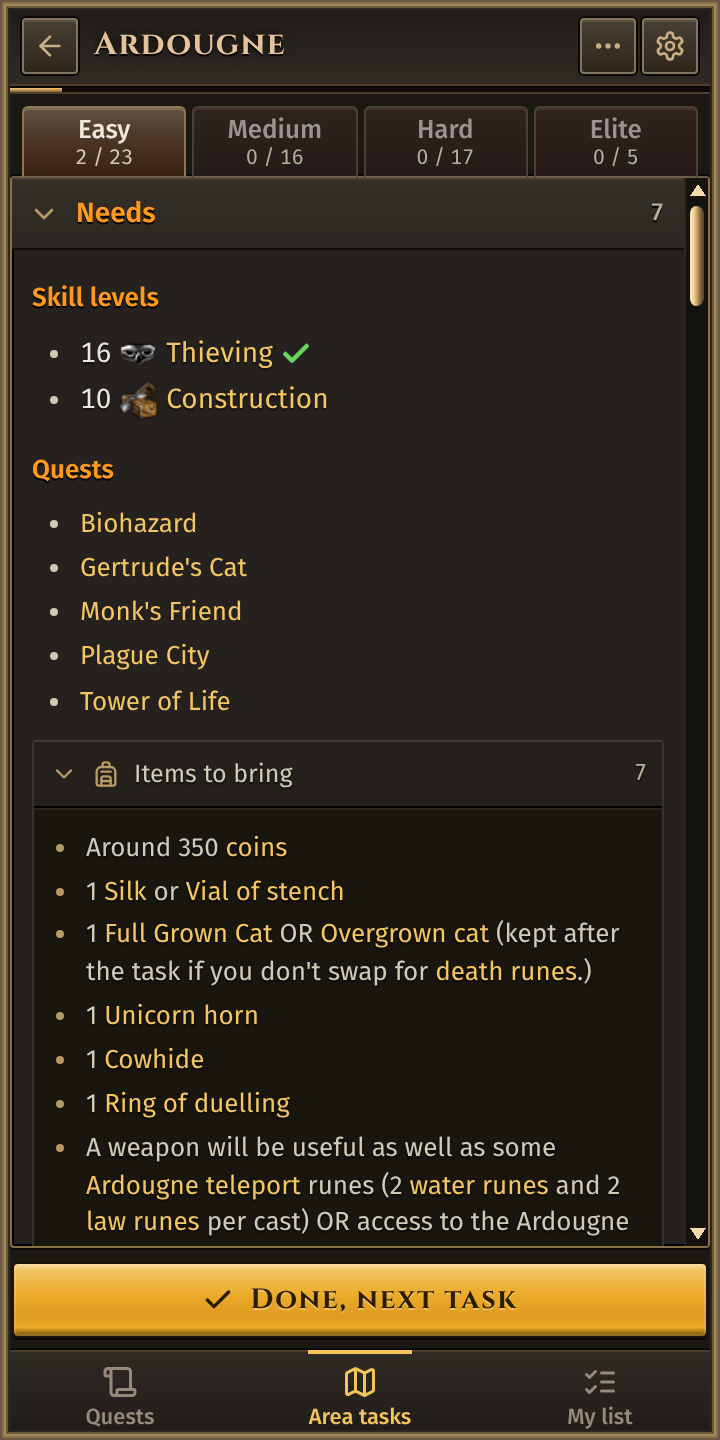 Ardougne
Easy
2 / 23
Medium
0 / 16
Hard
0 / 17
Elite
0 / 5
Needs 7
Skill levels
16 Thieving
10 Construction
Quests
Biohazard
Gertrude's Cat
Monk's Friend
Plague City
Tower of Life
Items to bring 7
Around 350 coins
1 Silk or Vial of stench
1 Full Grown Cat OR Overgrown cat (kept after
the task if you don't swap for death runes.)
1 Unicorn horn
1 Cowhide
1 Ring of duelling
A weapon will be useful as well as some
Ardougne teleport runes (2 water runes and 2
law runes per cast) OR access to the Ardougne
Done, next task
Quests
Area tasks
My list